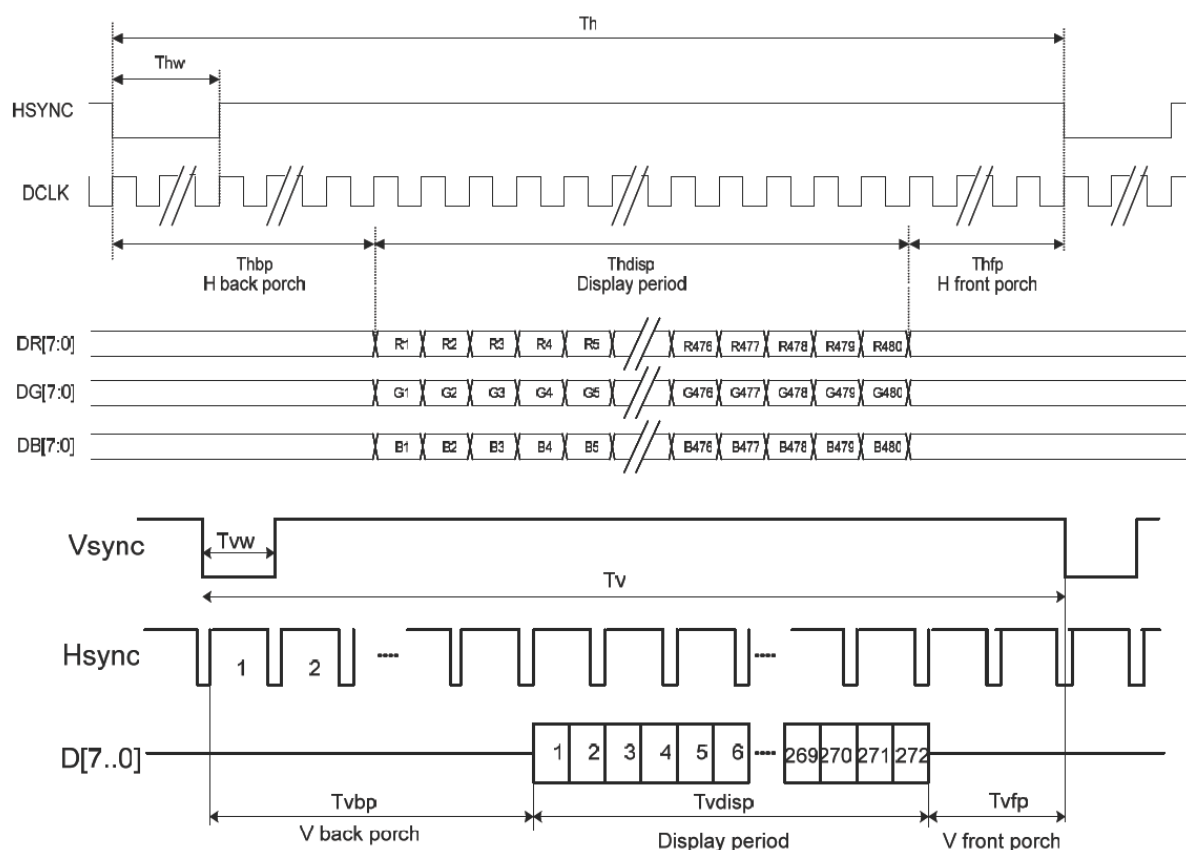 Th
Thw
HSYNC
DCLK
Thbp Thdisp Thfp
H back porch Display period H front porch
DR[7:0] R1 R2 R3 R4 R5 R476 R477 R478 R479 R480
DG[7:0] G1 G2 G3 G4 G5 G476 G477 G478 G479 G480
DB[7:0] B1 B2 B3 B4 B5 B476 B477 B478 B479 B480
Vsync Tvw
Tv
Hsync 1 2 ---- ----
D[7..0] 1 2 3 4 5 6 ---- 269 270 271 272
Tvbp Tvdisp Tvfp
V back porch Display period V front porch